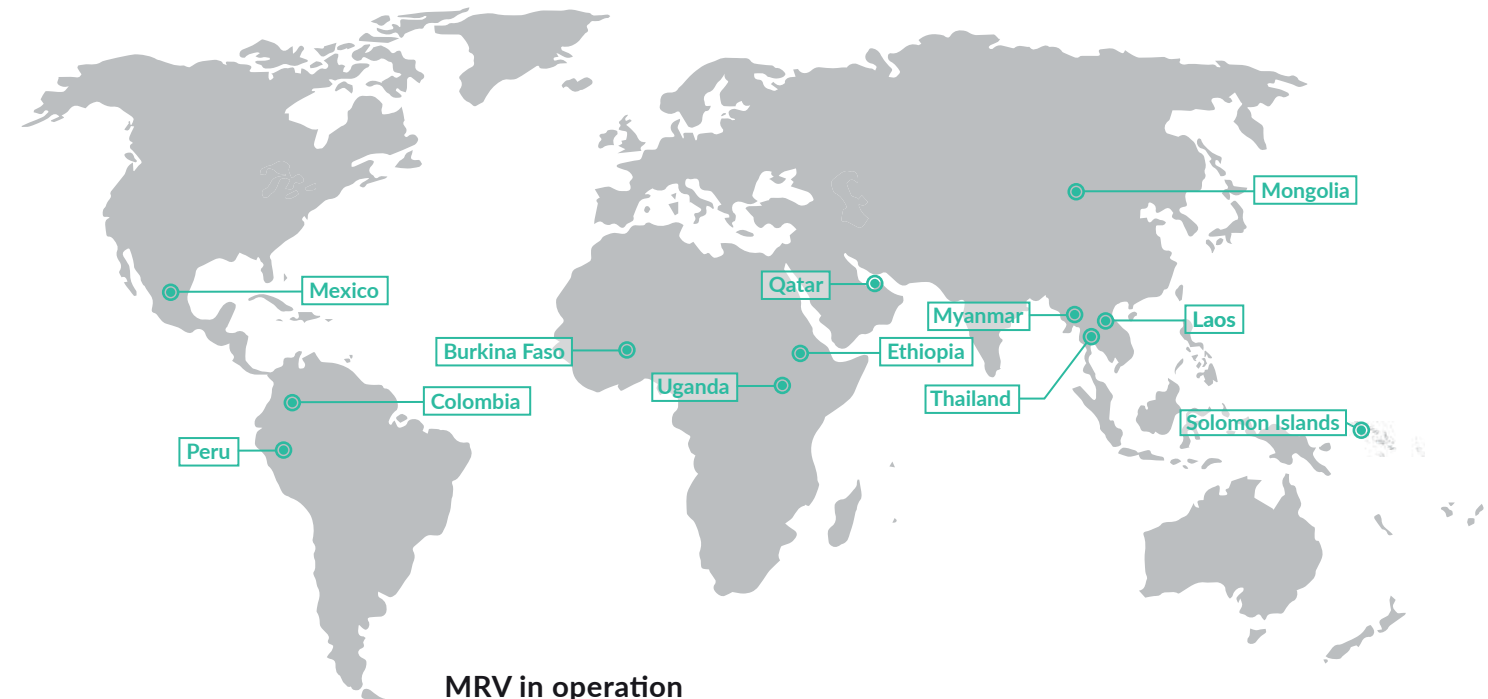 Mongolia
Qatar
Mexico
Myanmar
Laos
Burkina Faso
Ethiopia
Uganda
Thailand
Colombia
Solomon Islands
Peru
MRV in operation